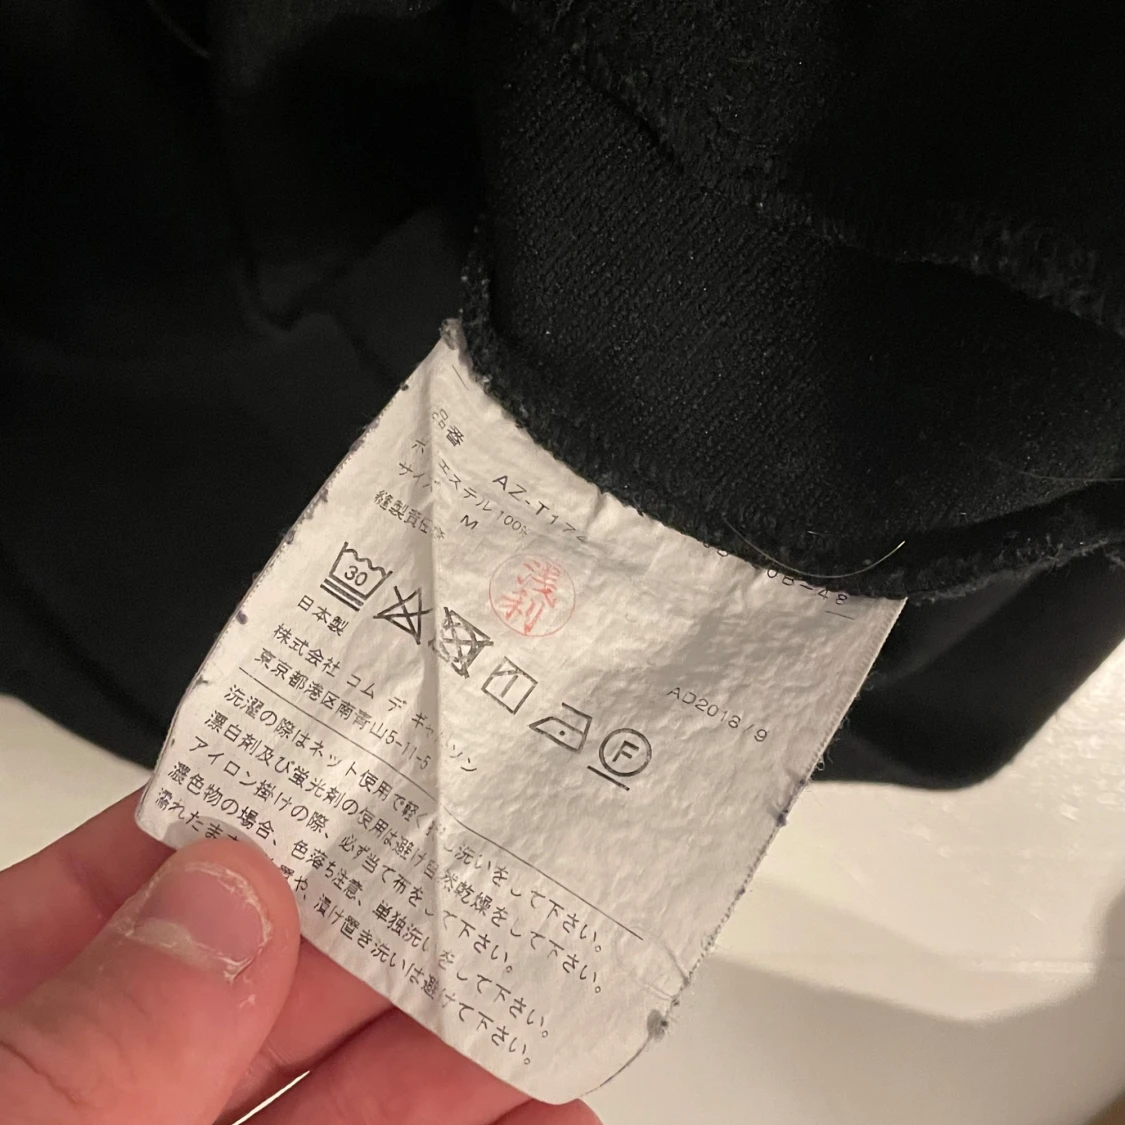 品番 AZ-T17
ポ エステル100%
サイ M
縫製責任
浅利
30
F
日本製
AD2018/9
株式会社 コム デ ギャ ソン
東京都港区南青山5-11-5
洗濯の際はネット使用で軽く 洗いをして下さい。
漂白剤及び蛍光剤の使用は避け自然乾燥をして下さい。
アイロン掛けの際、必ず当て布をして下さい。
濃色物の場合、色落ち注意、単独洗いをして下さい。
濡れたまま 置や、漬け置き洗いは避けて下さい。